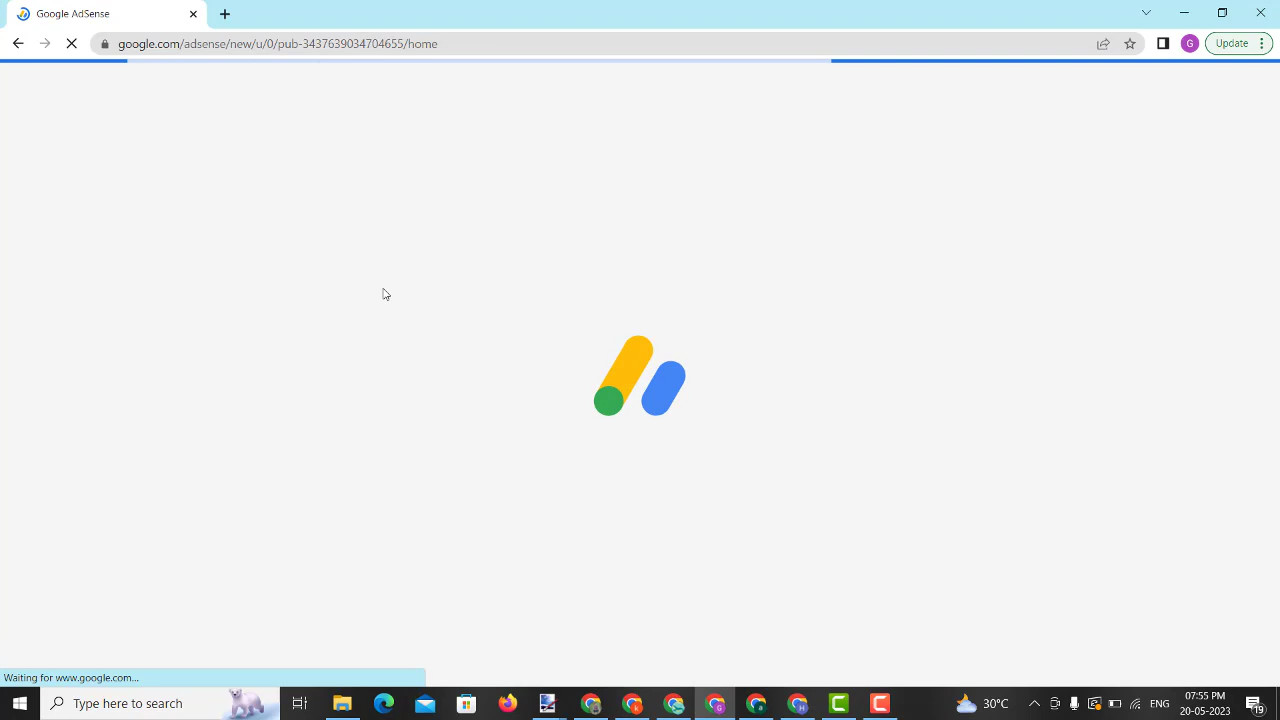 Google AdSense
google.com/adsense/new/u/0/pub-3437639034704655/home
G
Update
Waiting for www.google.com...
Type here to search
k
G
a
H
30°C
ENG
07:55 PM
20-05-2023
19